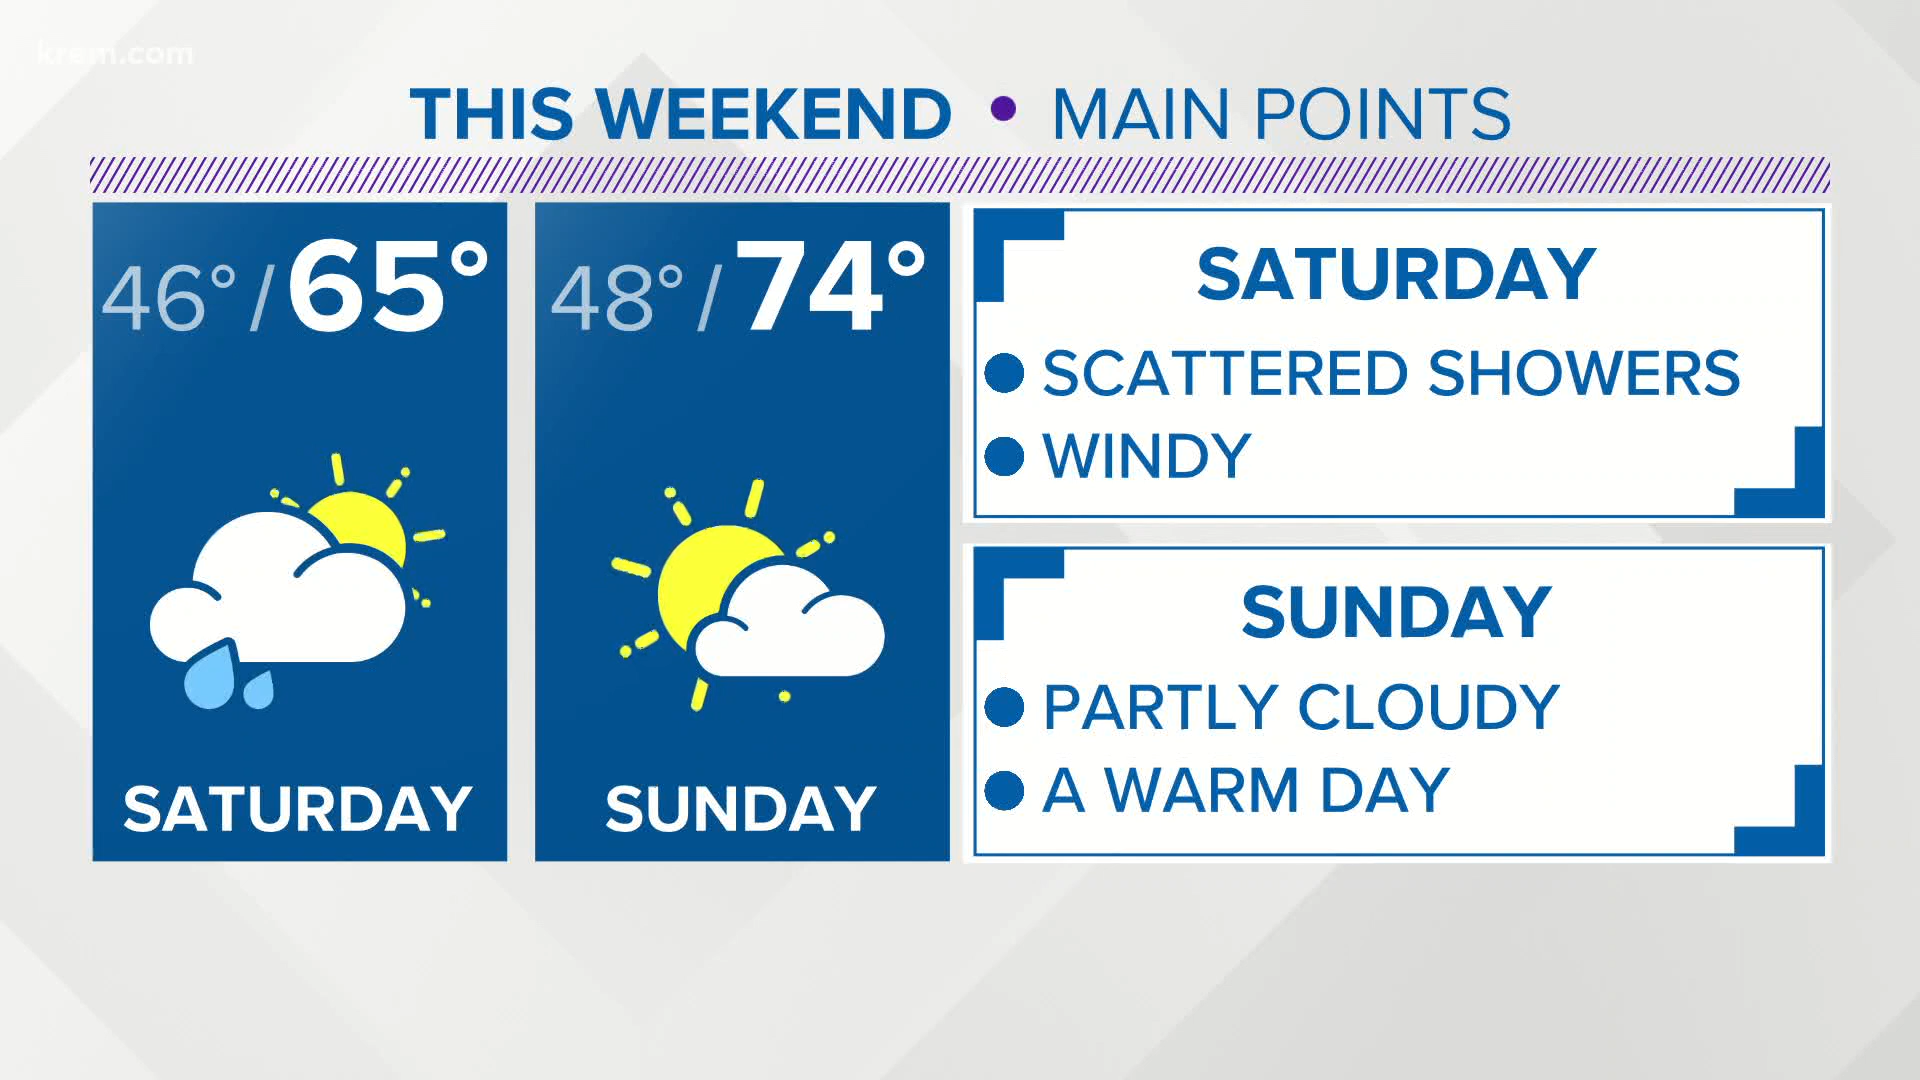 krem.com
THIS WEEKEND • MAIN POINTS
46°/65°
SATURDAY
48°/74°
SUNDAY
SATURDAY
● SCATTERED SHOWERS
● WINDY
SUNDAY
● PARTLY CLOUDY
● A WARM DAY